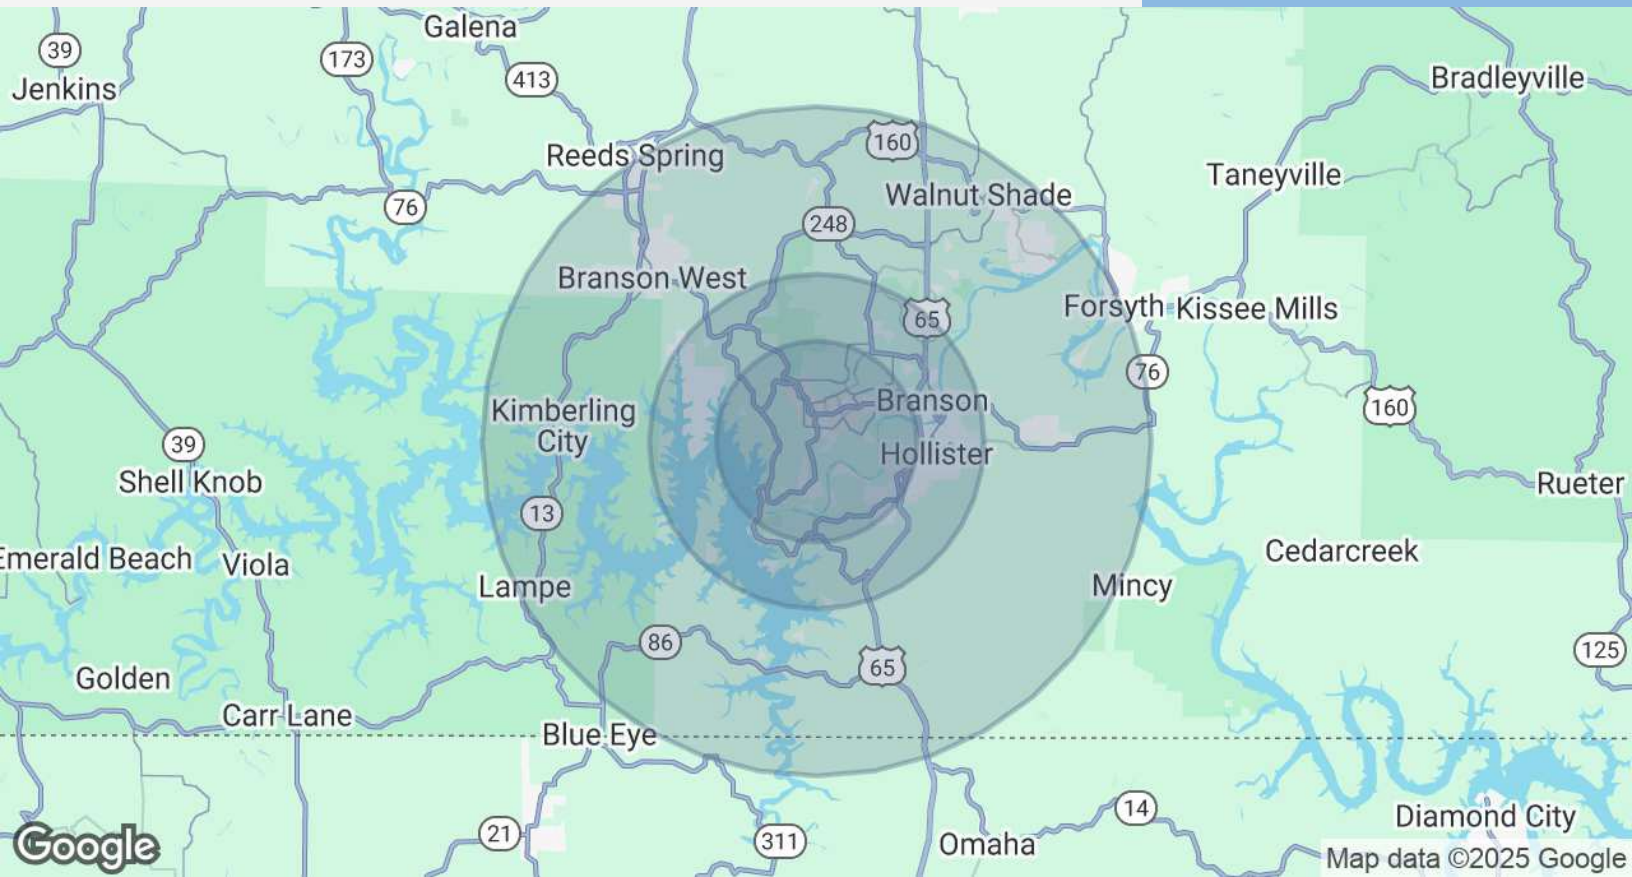 Galena
39
173
Jenkins
413
Bradleyville
160
Reeds Spring
Taneyville
Walnut Shade
76
248
Branson West
Forsyth
Kissee Mills
65
76
Branson
160
Kimberling
City
39
Hollister
Shell Knob
Rueter
13
Emerald Beach
Viola
Cedarcreek
Lampe
Mincy
86
65
125
Golden
Carr Lane
Blue Eye
14
Diamond City
21
311
Omaha
Google
Map data ©2025 Google